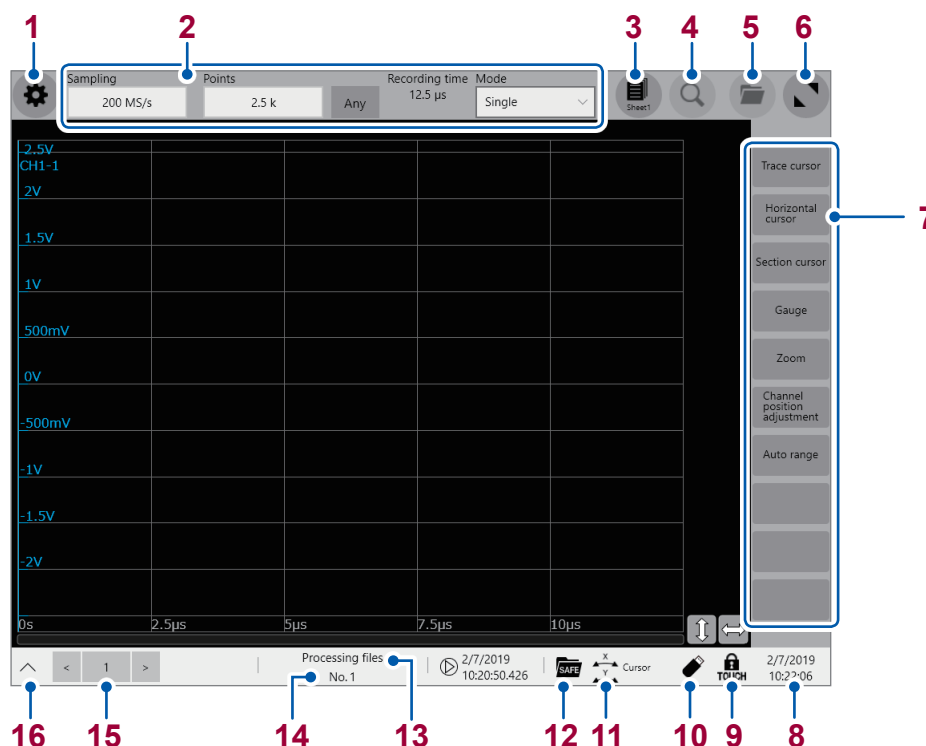 1 2 3 4 5 6
Sampling Points Recording time Mode
200 MS/s 2.5 k Any 12.5 µs Single
Sheet1
2.5V
CH1-1
2V
1.5V
1V
500mV
0V
-500mV
-1V
-1.5V
-2V
0s 2.5µs 5µs 7.5µs 10µs
Trace cursor
Horizontal
cursor
7
Section cursor
Gauge
Zoom
Channel
position
adjustment
Auto range
< 1 >
Processing files
No. 1
2/7/2019
10:20:50.426
SAFE
X
Y
Cursor
TOUCH
2/7/2019
10:22:06
16 15 14 13 12 11 10 9 8